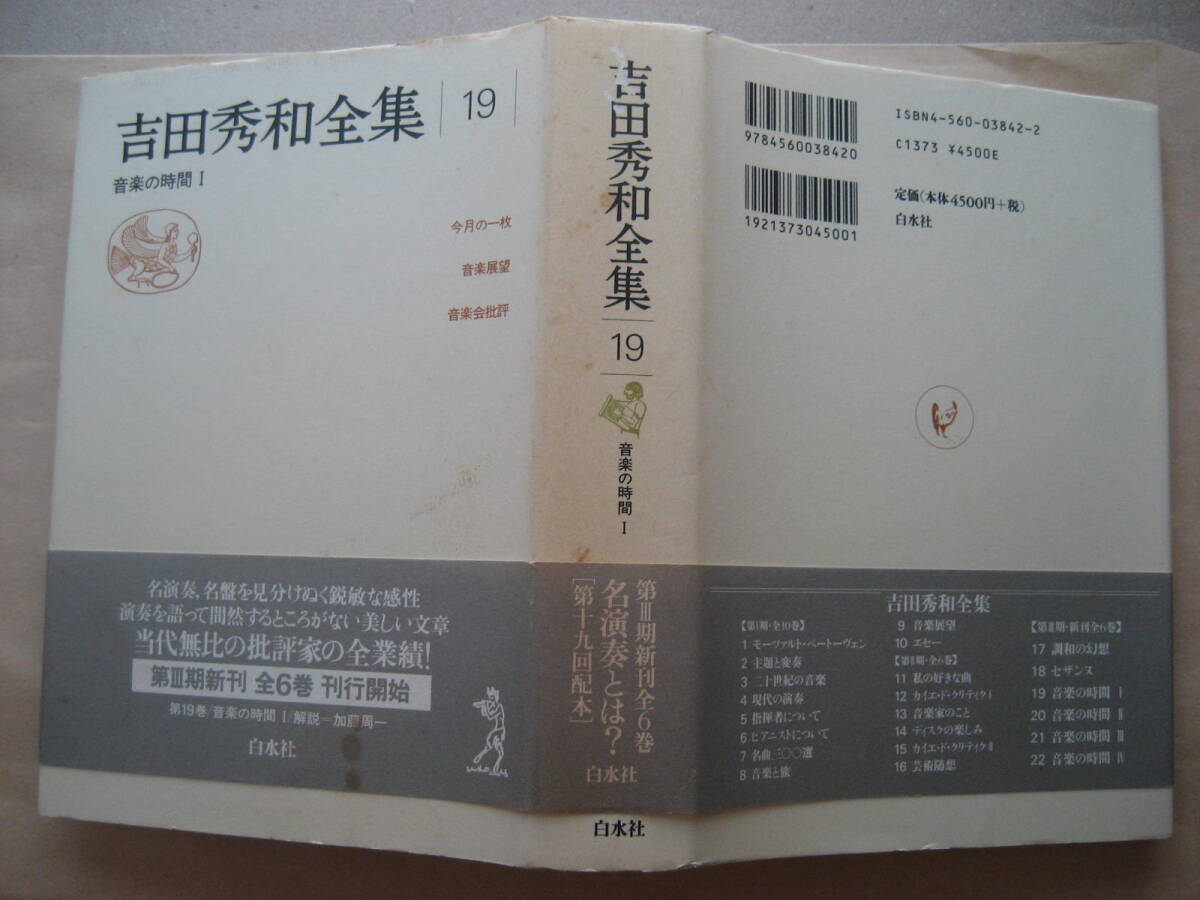 吉田秀和全集 19
音楽の時間 I
今月の一枚
音楽展望
音楽会批評
名演奏、名盤を見分けぬく鋭敏な感性
演奏を語って間然するところがない美しい文章
当代無比の批評家の全業績!
第III期新刊 全6巻 刊行開始
第19巻 音楽の時間 I/解説=加藤周一
白水社
吉田秀和全集
19
音楽の時間 I
第III期新刊全6巻
名演奏とは?
[第十九回配本]
白水社
白水社
9784560038420
1921373045001
ISBN4-560-03842-2
C1373 ¥4500E
定価(本体4500円+税)
白水社
吉田秀和全集
【第I期・全10巻】
1 モーツァルト・ベートーヴェン
2 主題と変奏
3 二十世紀の音楽
4 現代の演奏
5 指揮者について
6 ピアニストについて
7 名曲三〇〇選
8 音楽と旅
9 音楽展望
10 エセー
【第II期・全6巻】
11 私の好きな曲
12 カイエ・ド・クリティク I
13 音楽家のこと
14 ディスクの楽しみ
15 カイエ・ド・クリティク II
16 芸術随想
【第III期・新刊全6巻】
17 調和の幻想
18 セザンヌ
19 音楽の時間 I
20 音楽の時間 II
21 音楽の時間 III
22 音楽の時間 IV